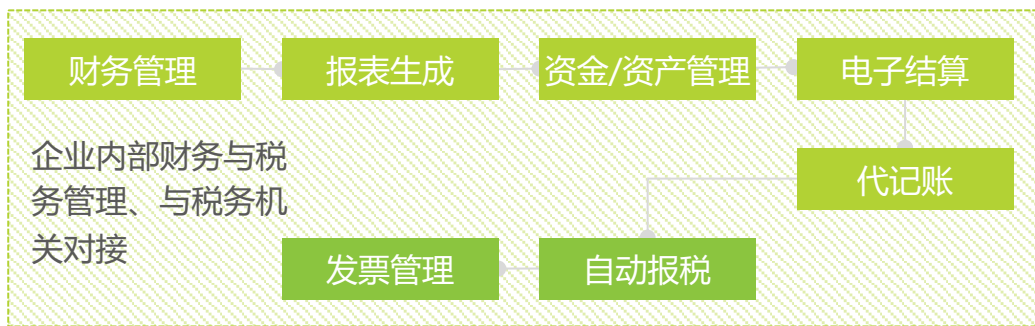 财务管理
报表生成
资金/资产管理
电子结算
企业内部财务与税
务管理、与税务机
关对接
代记账
发票管理
自动报税